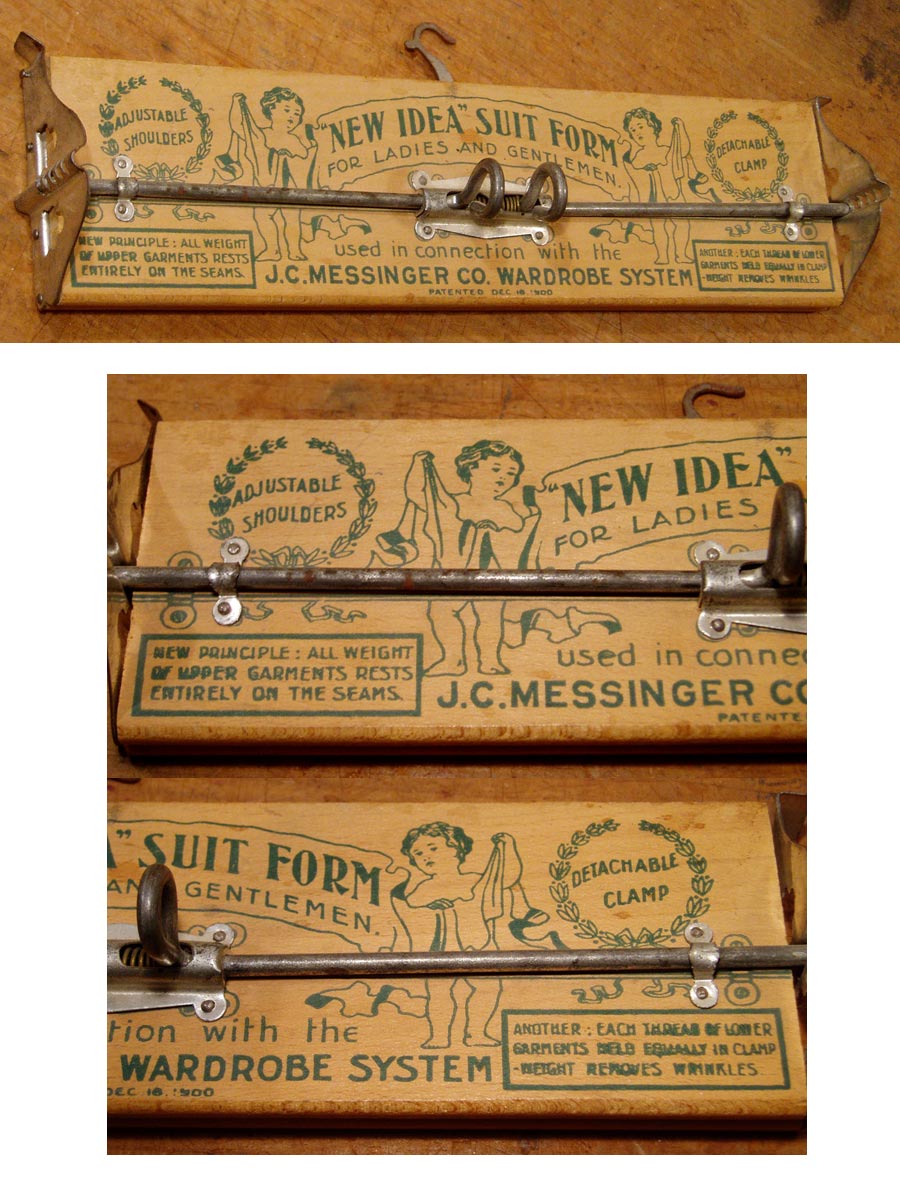 ADJUSTABLE
SHOULDERS
"NEW IDEA" SUIT FORM
FOR LADIES AND GENTLEMEN.
DETACHABLE
CLAMP
NEW PRINCIPLE: ALL WEIGHT
OF UPPER GARMENTS RESTS
ENTIRELY ON THE SEAMS.
used in connection with the
J.C. MESSINGER CO. WARDROBE SYSTEM
PATENTED DEC 18. 1900
ANOTHER: EACH THREAD OF LOWER
GARMENTS HELD EQUALLY IN CLAMP
-WEIGHT REMOVES WRINKLES.
ADJUSTABLE
SHOULDERS
"NEW IDEA"
FOR LADIES
NEW PRINCIPLE: ALL WEIGHT
OF UPPER GARMENTS RESTS
ENTIRELY ON THE SEAMS.
used in connec
J.C. MESSINGER CO
PATENTED
" SUIT FORM
AND GENTLEMEN.
DETACHABLE
CLAMP
tion with the
WARDROBE SYSTEM
DEC 18. 1900
ANOTHER: EACH THREAD OF LOWER
GARMENTS HELD EQUALLY IN CLAMP
-WEIGHT REMOVES WRINKLES.